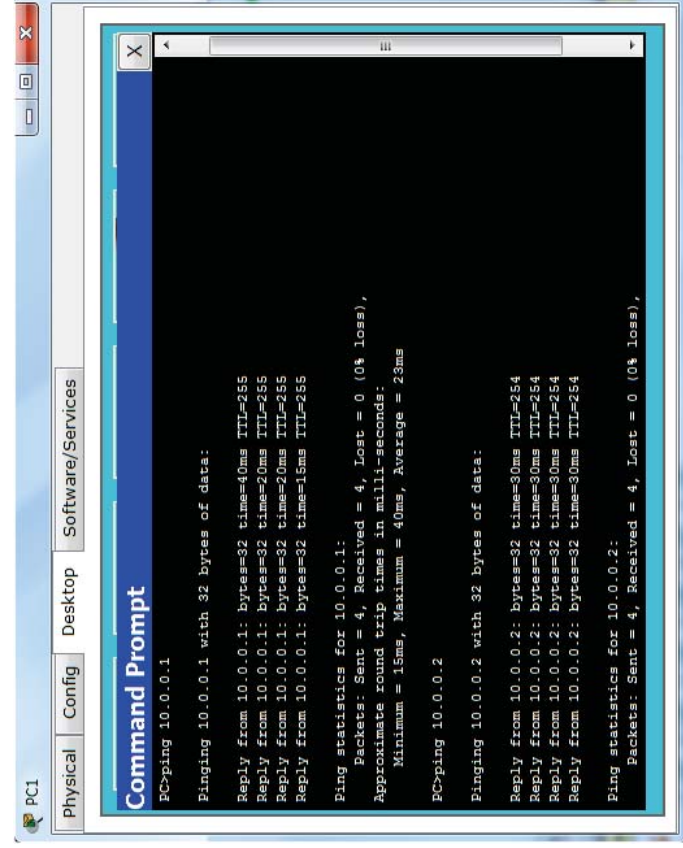 PC1
Physical Config Desktop Software/Services
Command Prompt
X
PC>ping 10.0.0.1
Pinging 10.0.0.1 with 32 bytes of data:
Reply from 10.0.0.1: bytes=32 time=40ms TTL=255
Reply from 10.0.0.1: bytes=32 time=20ms TTL=255
Reply from 10.0.0.1: bytes=32 time=20ms TTL=255
Reply from 10.0.0.1: bytes=32 time=15ms TTL=255
Ping statistics for 10.0.0.1:
Packets: Sent = 4, Received = 4, Lost = 0 (0% loss),
Approximate round trip times in milli-seconds:
Minimum = 15ms, Maximum = 40ms, Average = 23ms
PC>ping 10.0.0.2
Pinging 10.0.0.2 with 32 bytes of data:
Reply from 10.0.0.2: bytes=32 time=30ms TTL=254
Reply from 10.0.0.2: bytes=32 time=30ms TTL=254
Reply from 10.0.0.2: bytes=32 time=30ms TTL=254
Reply from 10.0.0.2: bytes=32 time=30ms TTL=254
Ping statistics for 10.0.0.2:
Packets: Sent = 4, Received = 4, Lost = 0 (0% loss),